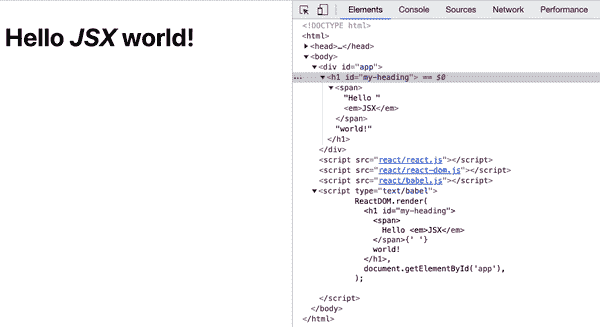 Hello JSX world!
Elements Console Sources Network Performance
<!DOCTYPE html>
<html>
<head>…</head>
<body>
<div id="app">
… <h1 id="my-heading"> == $0
<span>
"Hello "
<em>JSX</em>
</span>
"world!"
</h1>
</div>
<script src="react/react.js"></script>
<script src="react/react-dom.js"></script>
<script src="react/babel.js"></script>
<script type="text/babel">
ReactDOM.render(
<h1 id="my-heading">
<span>
Hello <em>JSX</em>
</span>{' '}
world!
</h1>,
document.getElementById('app'),
);
</script>
</body>
</html>